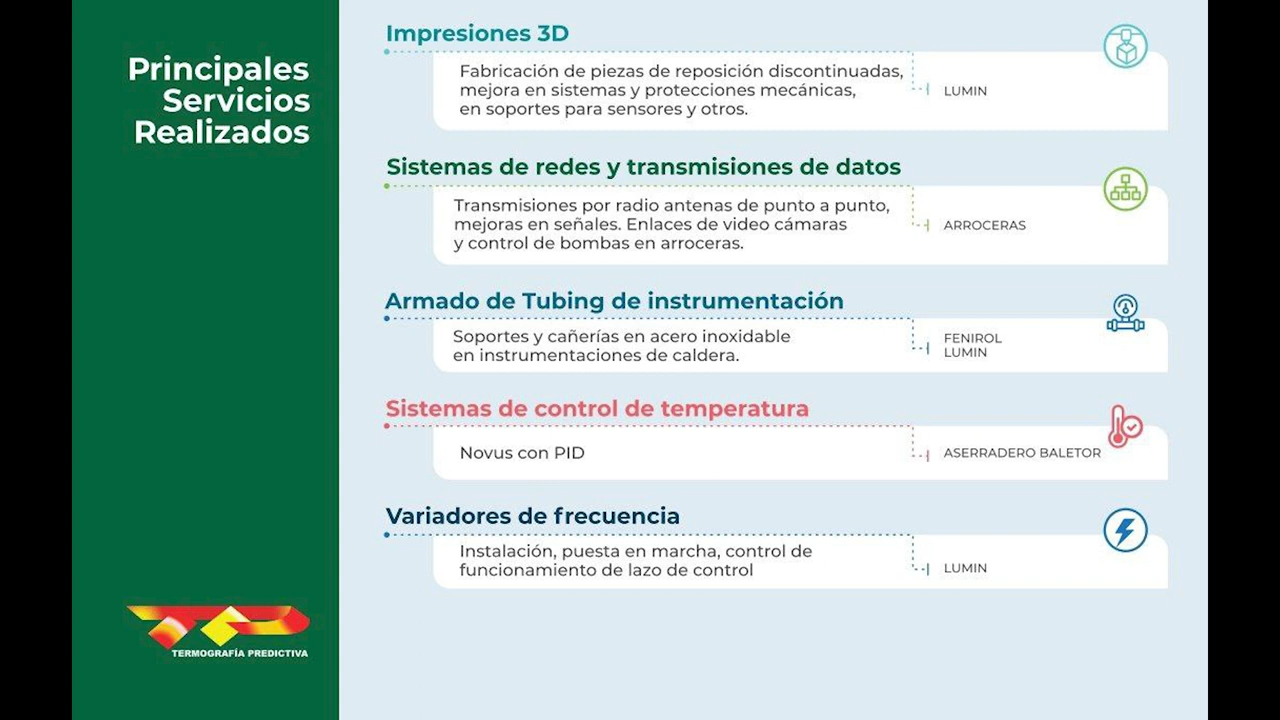 Principales
Servicios
Realizados
Impresiones 3D
Fabricación de piezas de reposición discontinuadas,
mejora en sistemas y protecciones mecánicas,
en soportes para sensores y otros.
LUMIN
Sistemas de redes y transmisiones de datos
Transmisiones por radio antenas de punto a punto,
mejoras en señales. Enlaces de video cámaras
y control de bombas en arroceras.
ARROCERAS
Armado de Tubing de instrumentación
Soportes y cañerías en acero inoxidable
en instrumentaciones de caldera.
FENIROL
LUMIN
Sistemas de control de temperatura
Novus con PID
ASERRADERO BALETOR
Variadores de frecuencia
Instalación, puesta en marcha, control de
funcionamiento de lazo de control
LUMIN
TERMOGRAFÍA PREDICTIVA